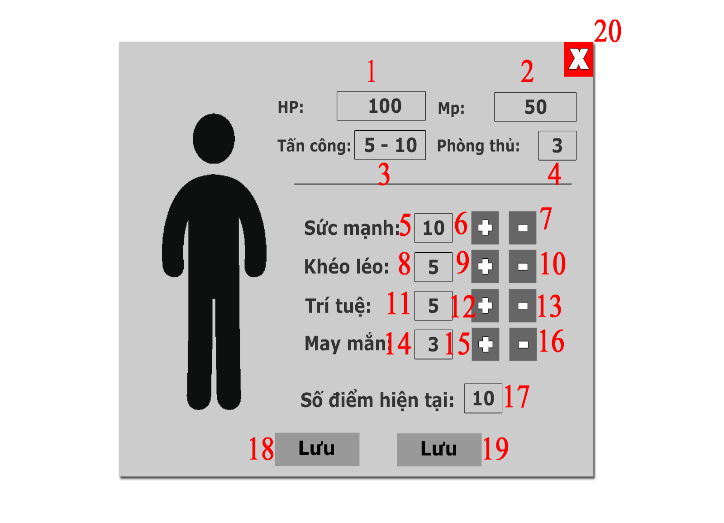 20
X
1 2
HP: 100 Mp: 50
Tấn công: 5 - 10 Phòng thủ: 3
3 4
Sức mạnh: 5 10 6 + - 7
Khéo léo: 8 5 9 + - 10
Trí tuệ: 11 5 12 + - 13
May mắn: 14 3 15 + - 16
Số điểm hiện tại: 10 17
18 Lưu Lưu 19